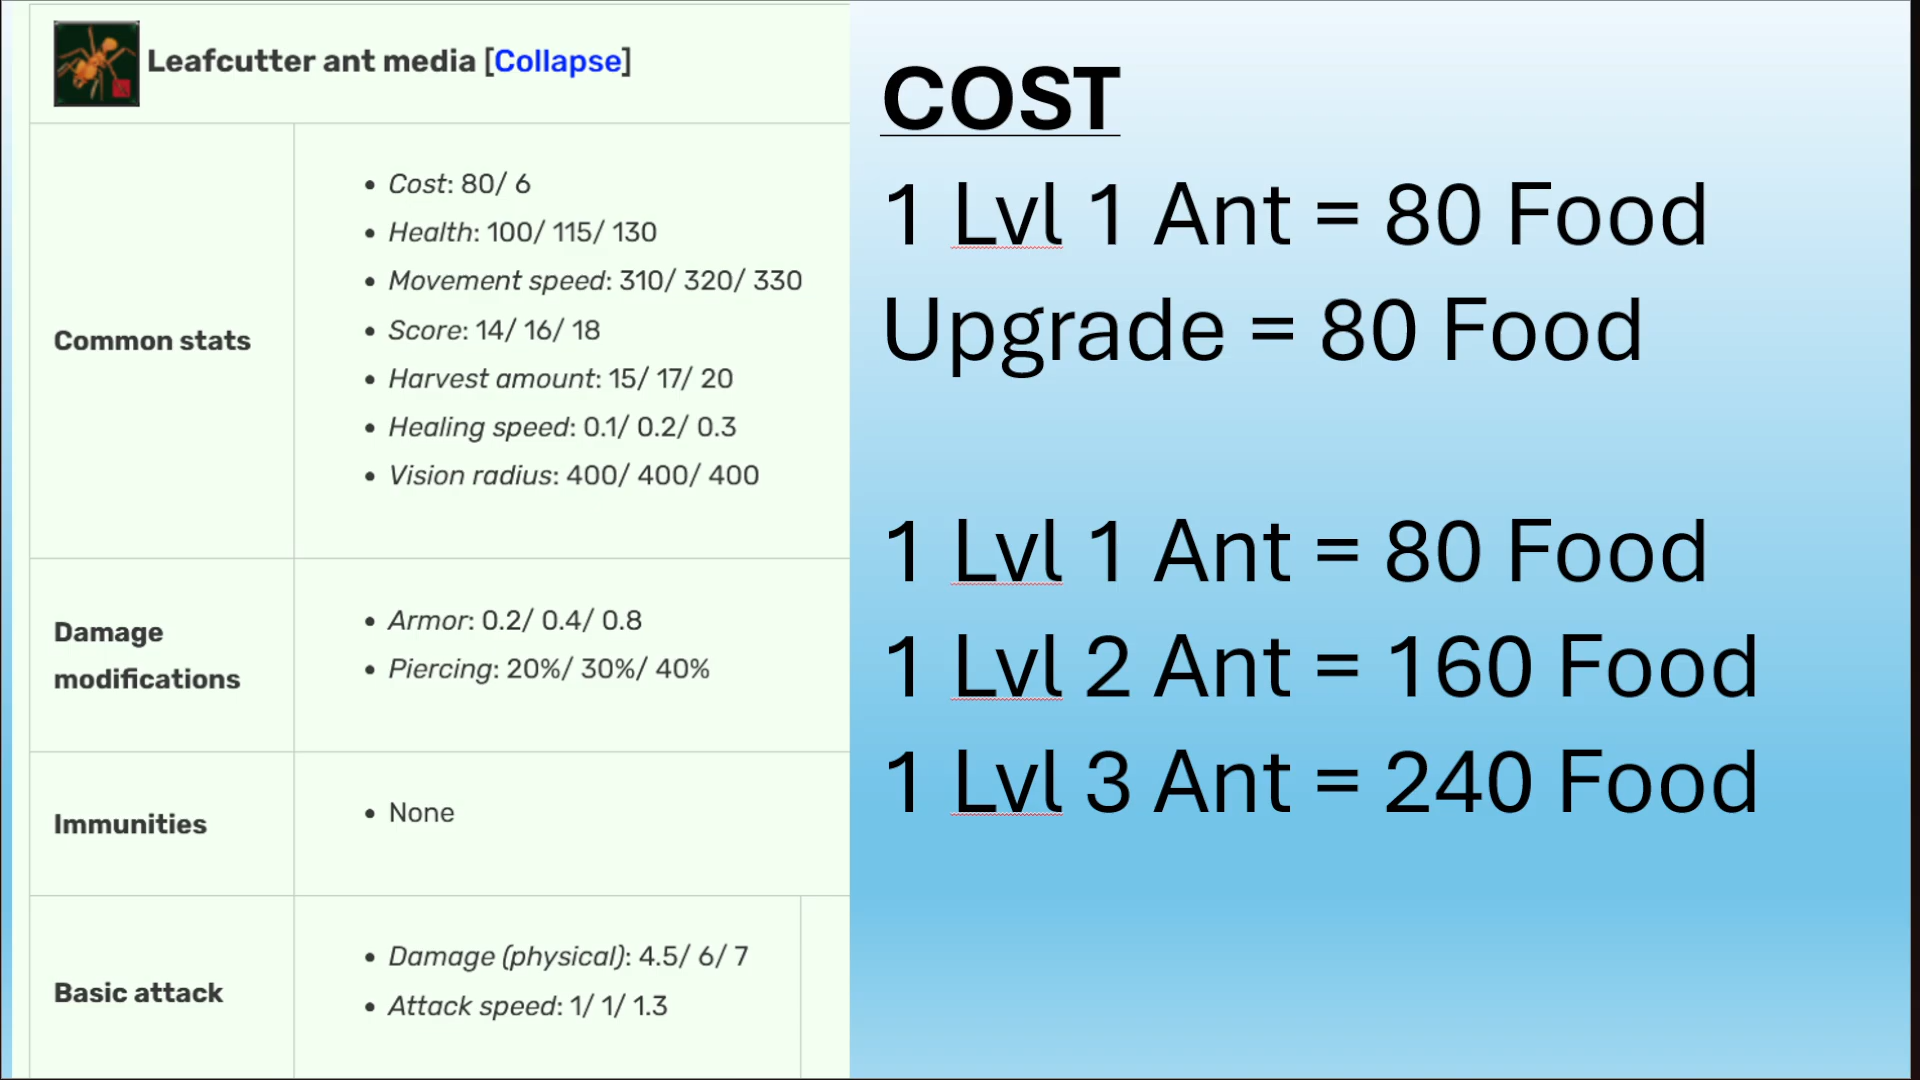 Leafcutter ant media [Collapse]
Common stats
Cost: 80/ 6
Health: 100/ 115/ 130
Movement speed: 310/ 320/ 330
Score: 14/ 16/ 18
Harvest amount: 15/ 17/ 20
Healing speed: 0.1/ 0.2/ 0.3
Vision radius: 400/ 400/ 400
Damage
modifications
Armor: 0.2/ 0.4/ 0.8
Piercing: 20%/ 30%/ 40%
Immunities
None
Basic attack
Damage (physical): 4.5/ 6/ 7
Attack speed: 1/ 1/ 1.3
COST
1 Lvl 1 Ant = 80 Food
Upgrade = 80 Food
1 Lvl 1 Ant = 80 Food
1 Lvl 2 Ant = 160 Food
1 Lvl 3 Ant = 240 Food